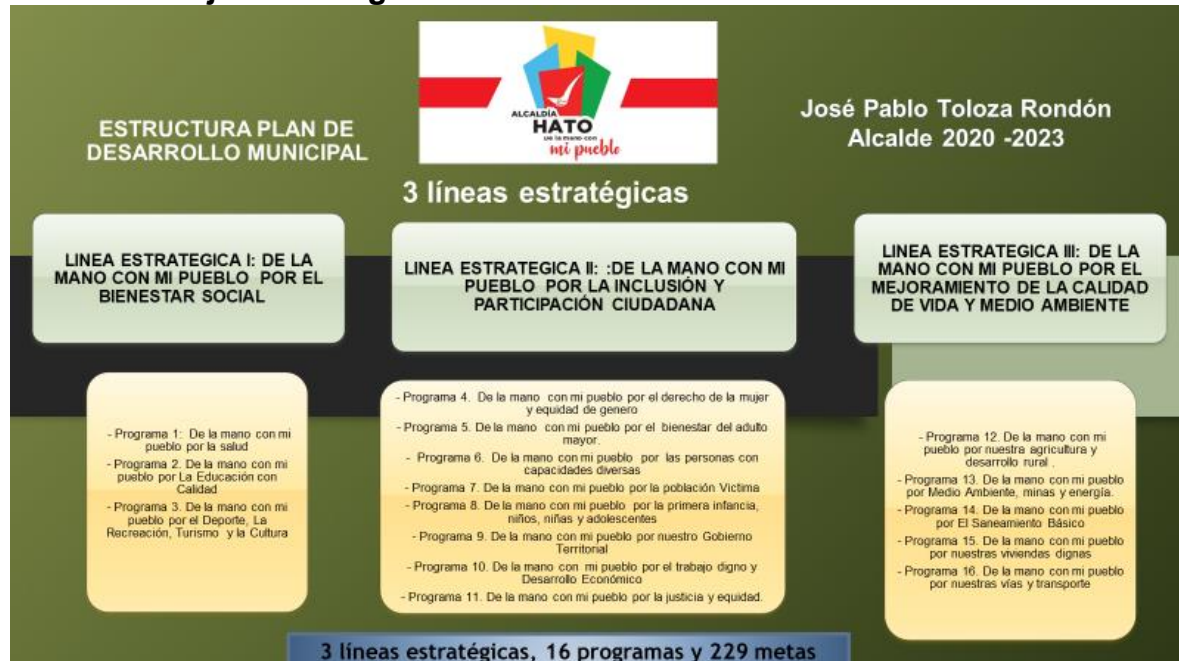 ESTRUCTURA PLAN DE
DESARROLLO MUNICIPAL
ALCALDÍA
HATO
de la mano con
mi pueblo
José Pablo Toloza Rondón
Alcalde 2020 -2023
3 líneas estratégicas
LINEA ESTRATEGICA I: DE LA
MANO CON MI PUEBLO POR EL
BIENESTAR SOCIAL
- Programa 1: De la mano con mi
pueblo por la salud
- Programa 2. De la mano con mi
pueblo por La Educación con
Calidad
- Programa 3. De la mano con mi
pueblo por el Deporte, La
Recreación, Turismo y la Cultura
LINEA ESTRATEGICA II: :DE LA MANO CON MI
PUEBLO POR LA INCLUSIÓN Y
PARTICIPACIÓN CIUDADANA
- Programa 4. De la mano con mi pueblo por el derecho de la mujer
y equidad de genero
- Programa 5. De la mano con mi pueblo por el bienestar del adulto
mayor.
- Programa 6. De la mano con mi pueblo por las personas con
capacidades diversas
- Programa 7. De la mano con mi pueblo por la población Victima
- Programa 8. De la mano con mi pueblo por la primera infancia,
niños, niñas y adolescentes
- Programa 9. De la mano con mi pueblo por nuestro Gobierno
Territorial
- Programa 10. De la mano con mi pueblo por el trabajo digno y
Desarrollo Económico
- Programa 11. De la mano con mi pueblo por la justicia y equidad.
LINEA ESTRATEGICA III: DE LA
MANO CON MI PUEBLO POR EL
MEJORAMIENTO DE LA CALIDAD
DE VIDA Y MEDIO AMBIENTE
- Programa 12. De la mano con mi
pueblo por nuestra agricultura y
desarrollo rural .
- Programa 13. De la mano con mi pueblo
por Medio Ambiente, minas y energía.
- Programa 14. De la mano con mi pueblo
por El Saneamiento Básico
- Programa 15. De la mano con mi pueblo
por nuestras viviendas dignas
- Programa 16. De la mano con mi pueblo
por nuestras vías y transporte
3 líneas estratégicas, 16 programas y 229 metas